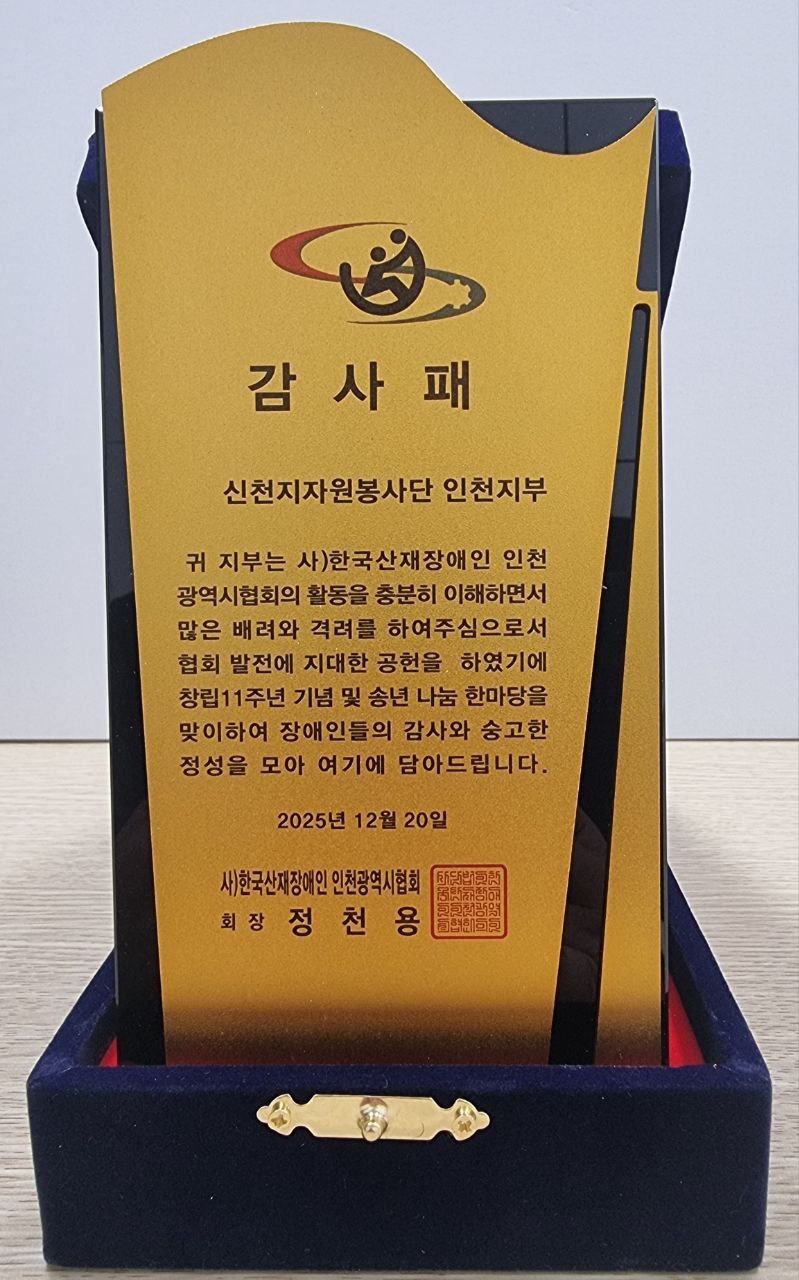 감 사 패
신천지자원봉사단 인천지부
귀 지부는 사)한국산재장애인 인천
광역시협회의 활동을 충분히 이해하면서
많은 배려와 격려를 하여주심으로서
협회 발전에 지대한 공헌을 하였기에
창립11주년 기념 및 송년 나눔 한마당을
맞이하여 장애인들의 감사와 숭고한
정성을 모아 여기에 담아드립니다.
2025년 12월 20일
사)한국산재장애인 인천광역시협회
회 장 정 천 용